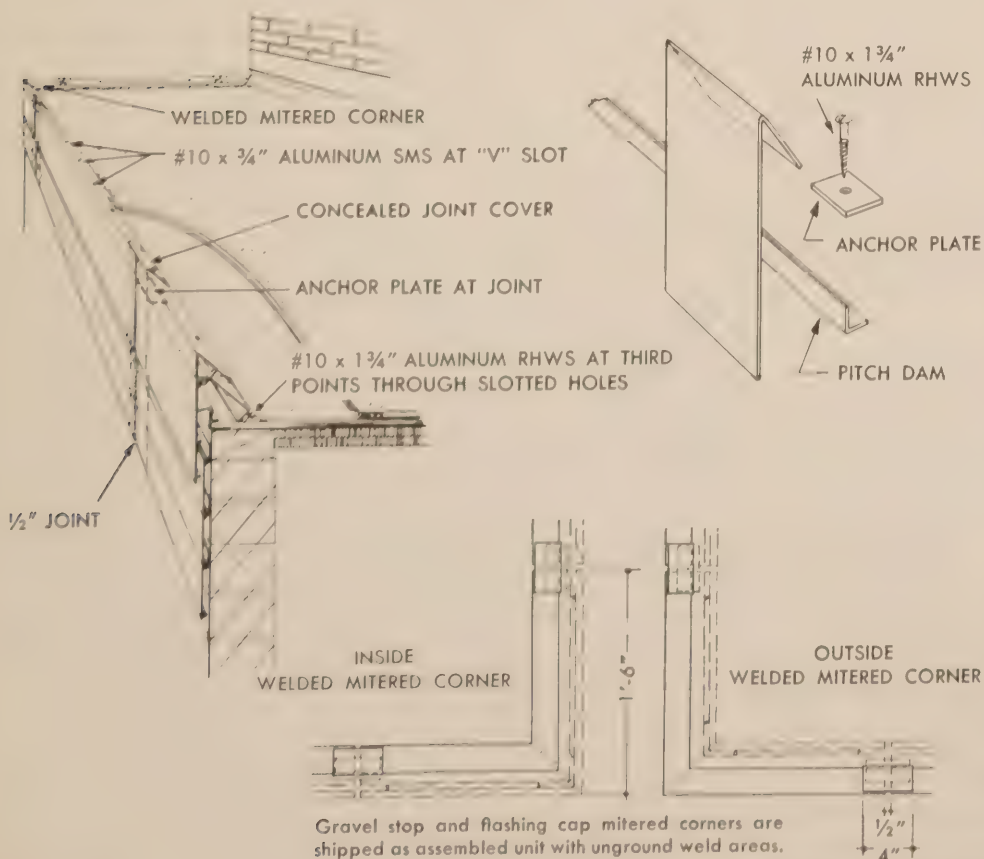 WELDED MITERED CORNER
#10 x ¾" ALUMINUM SMS AT "V" SLOT
CONCEALED JOINT COVER
ANCHOR PLATE AT JOINT
#10 x 1¾" ALUMINUM RHWS AT THIRD
POINTS THROUGH SLOTTED HOLES
½" JOINT
#10 x 1¾"
ALUMINUM RHWS
ANCHOR PLATE
PITCH DAM
INSIDE
WELDED MITERED CORNER
1'-6"
OUTSIDE
WELDED MITERED CORNER
½"
4"
Gravel stop and flashing cap mitered corners are
shipped as assembled unit with unground weld areas.